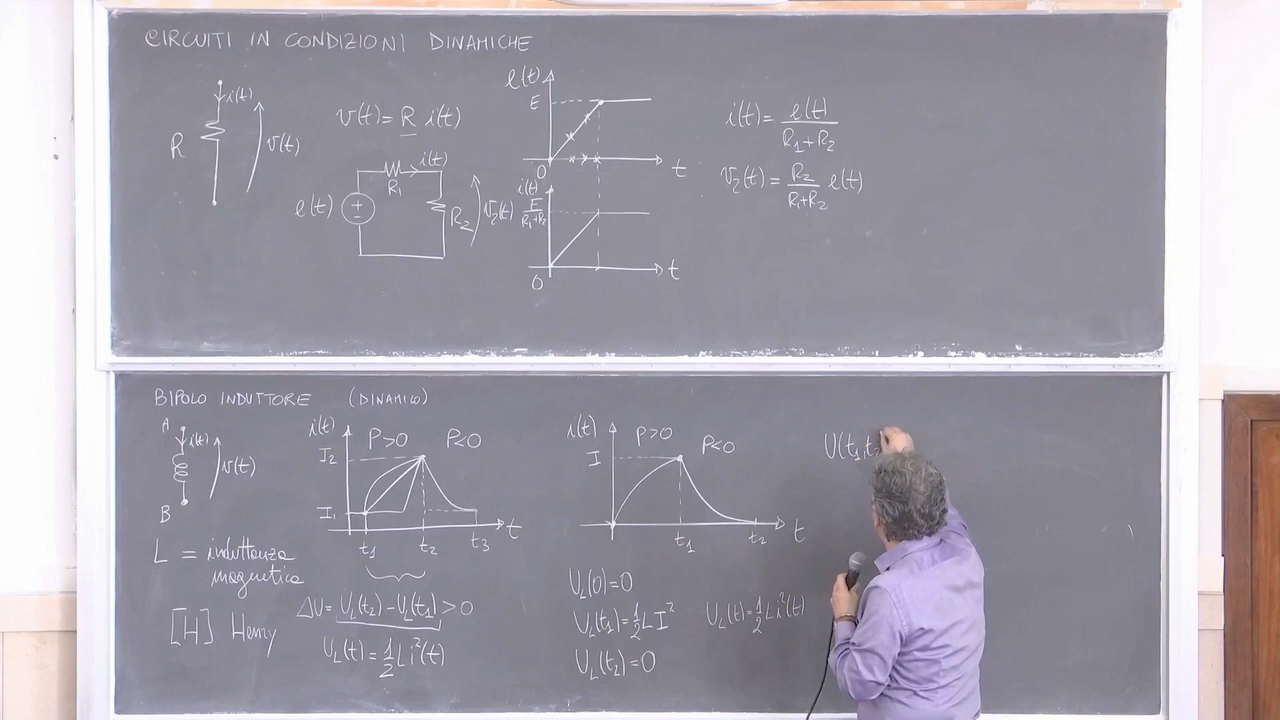 CIRCUITI IN CONDIZIONI DINAMICHE
R
i(t)
v(t)
v(t) = R i(t)
e(t)
+
-
R1
i(t)
R2
v2(t)
e(t)
E
0
t
i(t)
E/(R1+R2)
0
t
i(t) = e(t)/(R1+R2)
v2(t) = R2/(R1+R2) e(t)
BIPOLO INDUTTORE (DINAMICO)
A
i(t)
v(t)
B
L = induttanza
magnetica
[H] Henry
i(t)
P>0 P<0
I2
I1
t1 t2 t3 t
ΔU = UL(t2) - UL(t1) > 0
UL(t) = 1/2 L i²(t)
i(t)
P>0 P<0
I
t1 t2 t
UL(0) = 0
UL(t1) = 1/2 L I²
UL(t2) = 0
UL(t) = 1/2 L i²(t)
U(t1,t2